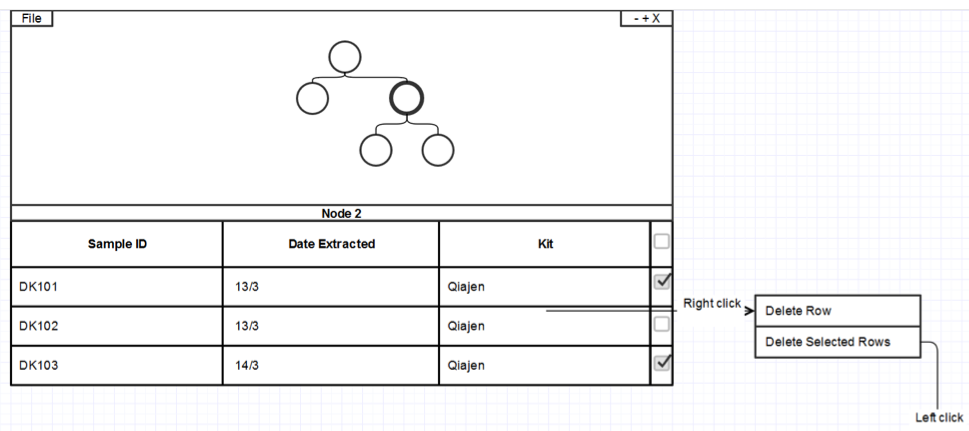 File
- + X
Node 2
Sample ID Date Extracted Kit
DK101 13/3 Qiajen
DK102 13/3 Qiajen
DK103 14/3 Qiajen
Right click
Delete Row
Delete Selected Rows
Left click